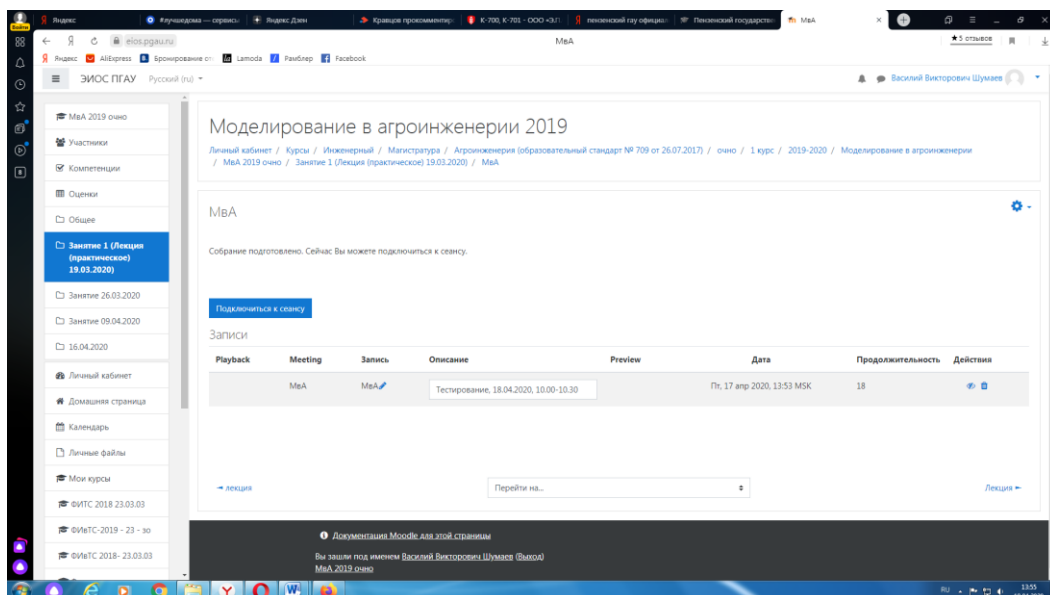 Войти
Яндекс
#лучшедома — сервисы
Яндекс.Дзен
Кравцов прокомментиро
К-700, К-701 - ООО «ЗЛ
пензенский гау официал
Пензенский государстве
МвА
eios.pgau.ru
МвА
★ 5 отзывов
Яндекс
AliExpress
Бронирование от
Lamoda
Рамблер
Facebook
ЭИОС ПГАУ
Русский (ru)
Василий Викторович Шумаев
МвА 2019 очно
Участники
Компетенции
Оценки
Общее
Занятие 1 (Лекция
(практическое)
19.03.2020)
Занятие 26.03.2020
Занятие 09.04.2020
16.04.2020
Личный кабинет
Домашняя страница
Календарь
Личные файлы
Мои курсы
ФИТС 2018 23.03.03
ФИвТС-2019 - 23 - зо
ФИвТС 2018- 23.03.03
Моделирование в агроинженерии 2019
Личный кабинет / Курсы / Инженерный / Магистратура / Агроинженерия (образовательный стандарт № 709 от 26.07.2017) / очно / 1 курс / 2019-2020 / Моделирование в агроинженерии
/ МвА 2019 очно / Занятие 1 (Лекция (практическое) 19.03.2020) / МвА
МвА
Собрание подготовлено. Сейчас Вы можете подключиться к сеансу.
Подключиться к сеансу
Записи
Playback Meeting Запись Описание Preview Дата Продолжительность Действия
МвА МвА Тестирование, 18.04.2020, 10.00-10.30 Пт, 17 апр 2020, 13:53 MSK 18
лекция
Перейти на...
Лекция
Документация Moodle для этой страницы
Вы зашли под именем Василий Викторович Шумаев (Выход)
МвА 2019 очно
RU
13:55